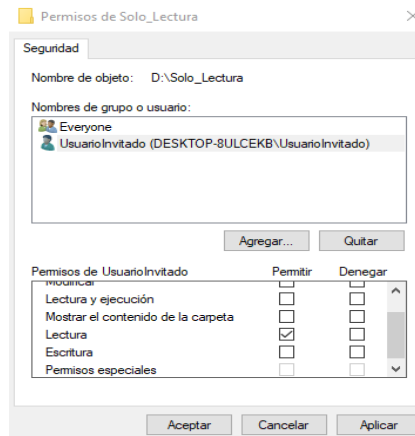 Permisos de Solo_Lectura
Seguridad
Nombre de objeto: D:\Solo_Lectura
Nombres de grupo o usuario:
Everyone
UsuarioInvitado (DESKTOP-8ULCEKB\UsuarioInvitado)
Agregar... Quitar
Permisos de UsuarioInvitado Permitir Denegar
Modificar
Lectura y ejecución
Mostrar el contenido de la carpeta
Lectura
Escritura
Permisos especiales
Aceptar Cancelar Aplicar